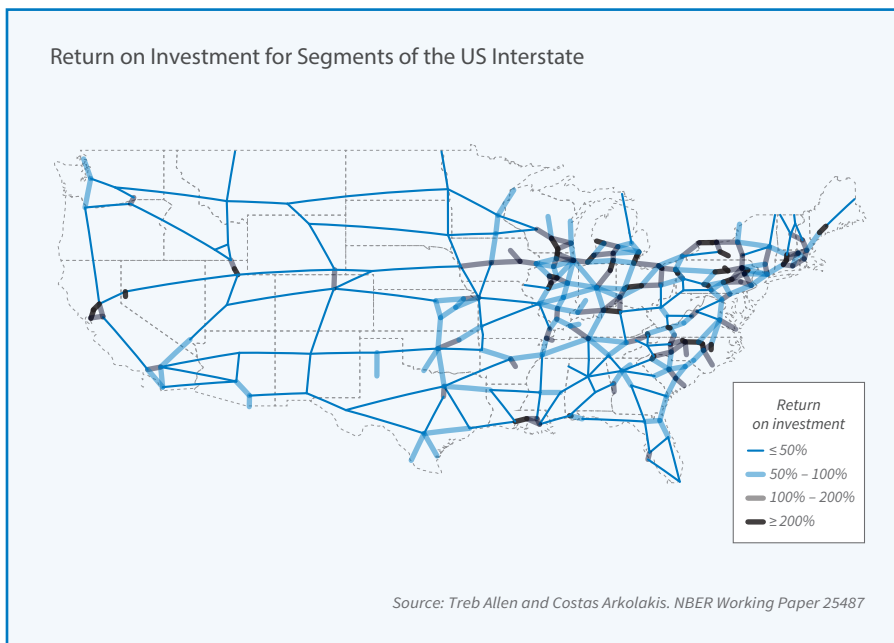 Return on Investment for Segments of the US Interstate
Return
on investment
≤ 50%
50% – 100%
100% – 200%
≥ 200%
Source: Treb Allen and Costas Arkolakis. NBER Working Paper 25487